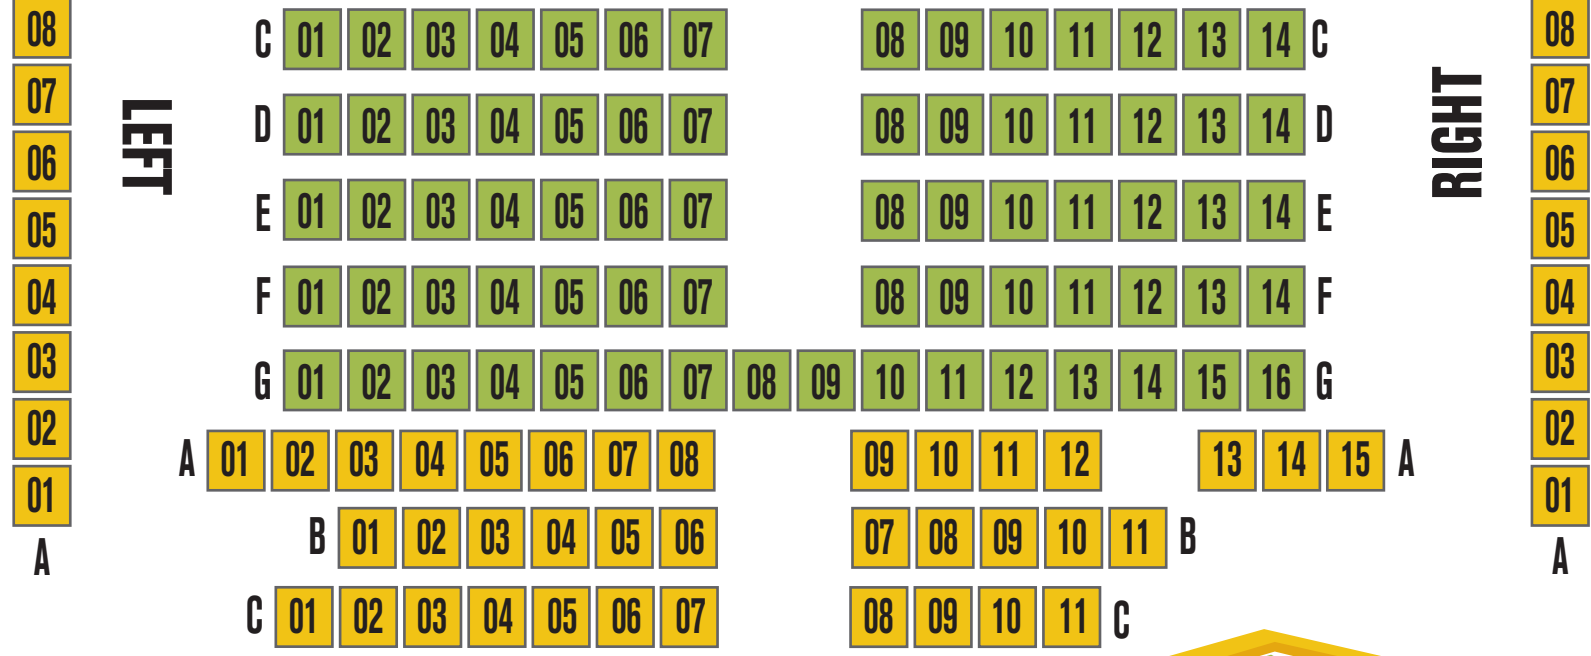 08
07
06
05
04
03
02
01
A
LEFT
C 01 02 03 04 05 06 07 08 09 10 11 12 13 14 C
D 01 02 03 04 05 06 07 08 09 10 11 12 13 14 D
E 01 02 03 04 05 06 07 08 09 10 11 12 13 14 E
F 01 02 03 04 05 06 07 08 09 10 11 12 13 14 F
G 01 02 03 04 05 06 07 08 09 10 11 12 13 14 15 16 G
A 01 02 03 04 05 06 07 08 09 10 11 12 13 14 15 A
B 01 02 03 04 05 06 07 08 09 10 11 B
C 01 02 03 04 05 06 07 08 09 10 11 C
RIGHT
08
07
06
05
04
03
02
01
A